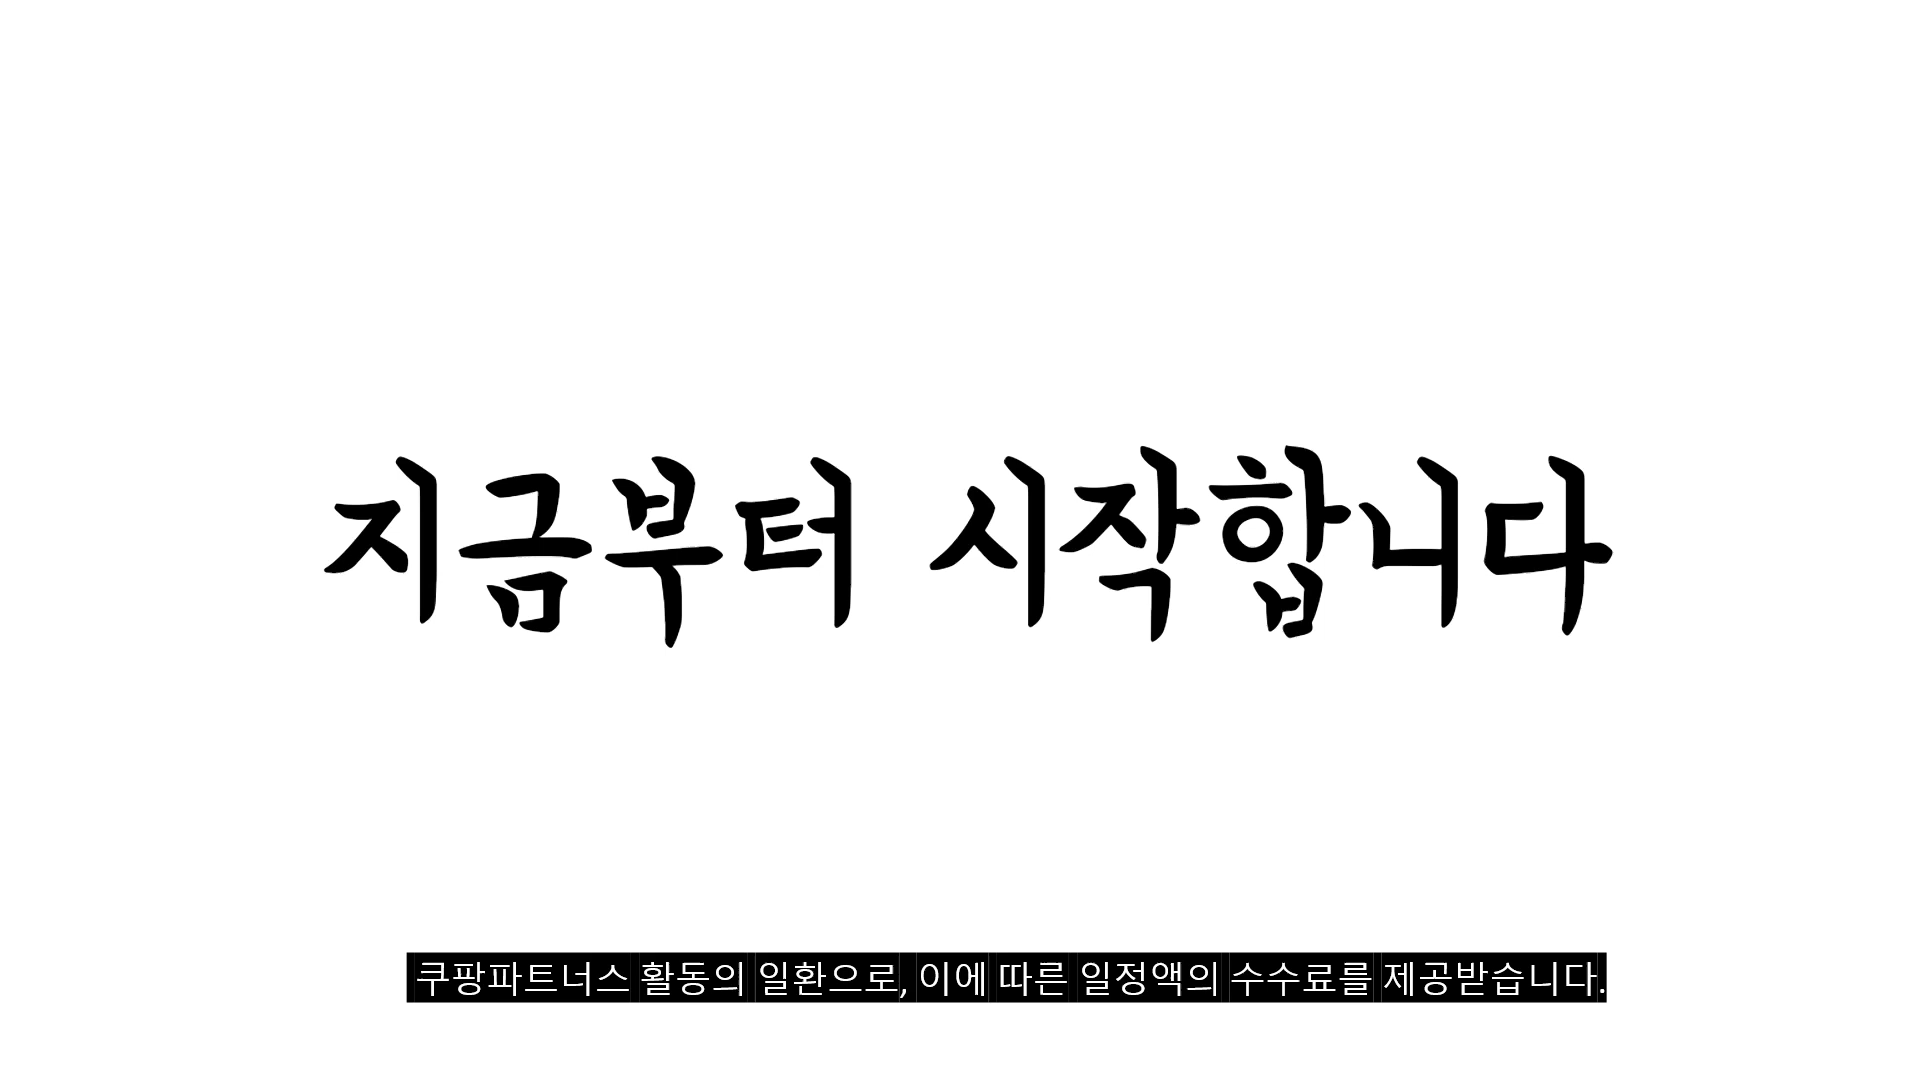 지금부터 시작합니다
쿠팡파트너스 활동의 일환으로, 이에 따른 일정액의 수수료를 제공받습니다.